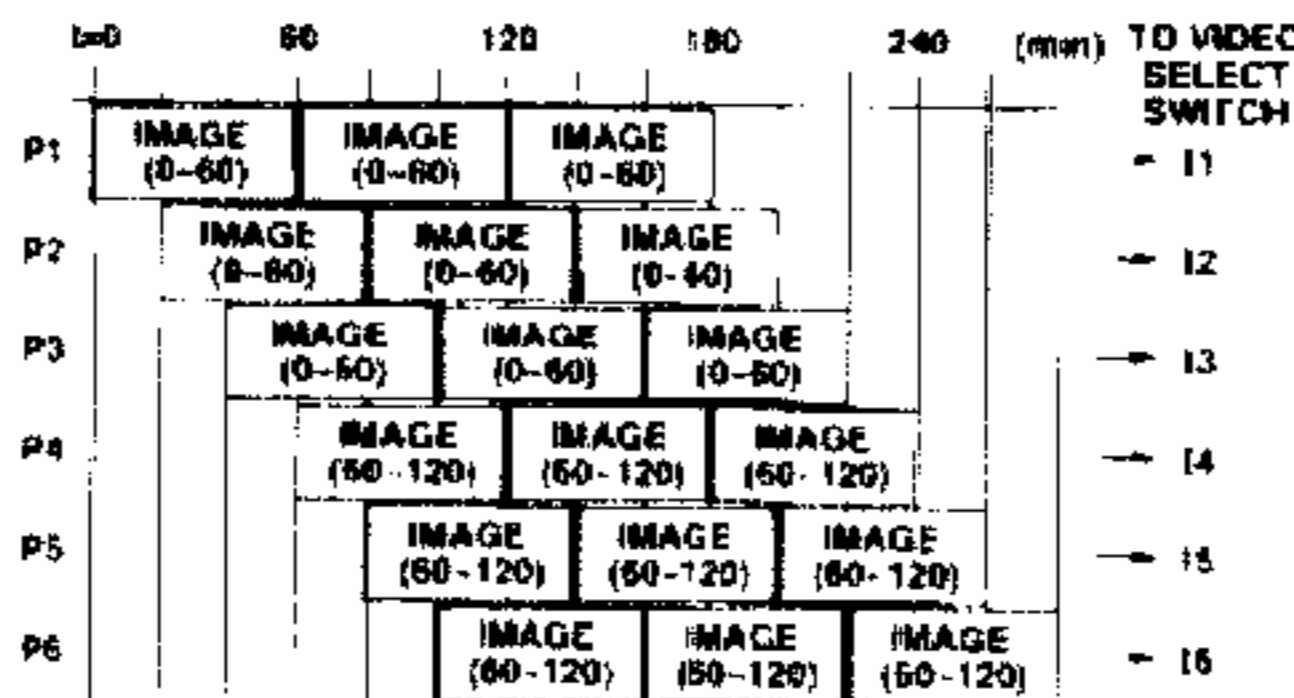 t=0 60 120 180 240 (min) TO VIDEO
SELECT
SWITCH
P1 IMAGE (0~60) IMAGE (0~60) IMAGE (0~60) I1
P2 IMAGE (0~60) IMAGE (0~60) IMAGE (0~60) I2
P3 IMAGE (0~60) IMAGE (0~60) IMAGE (0~60) I3
P4 IMAGE (60~120) IMAGE (60~120) IMAGE (60~120) I4
P5 IMAGE (60~120) IMAGE (60~120) IMAGE (60~120) I5
P6 IMAGE (60~120) IMAGE (60~120) IMAGE (60~120) I6